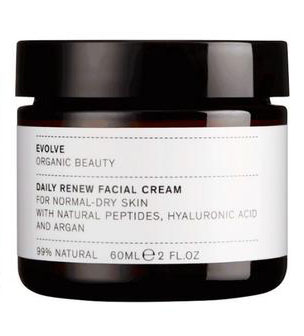 EVOLVE
ORGANIC BEAUTY
DAILY RENEW FACIAL CREAM
FOR NORMAL-DRY SKIN
WITH NATURAL PEPTIDES, HYALURONIC ACID
AND ARGAN
99% NATURAL 60ML ℮ 2 FL.OZ